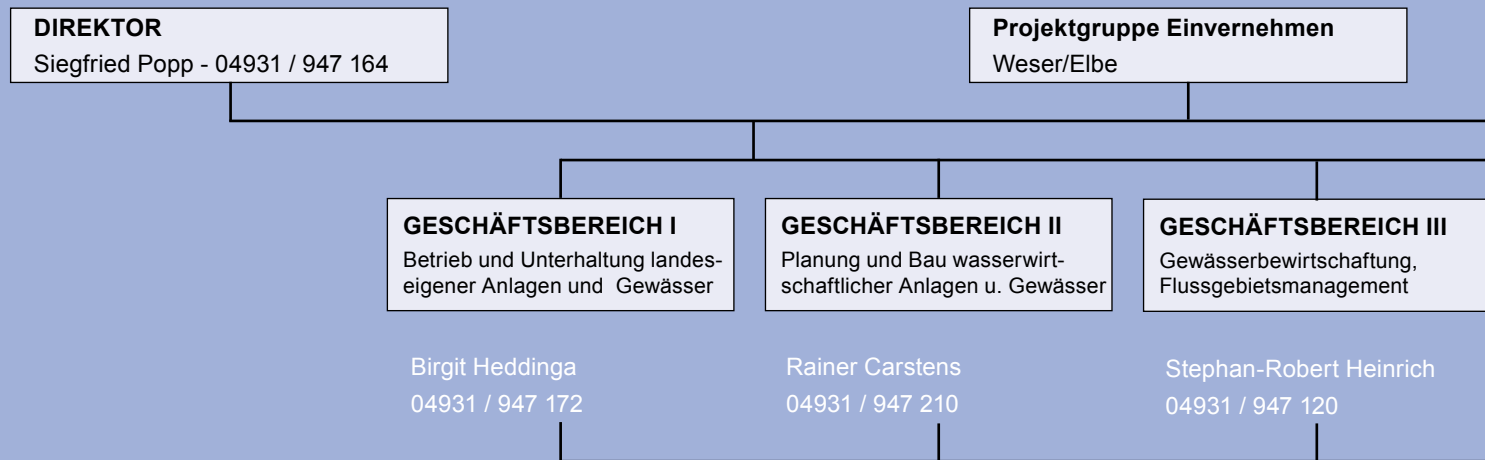 DIREKTOR
Siegfried Popp - 04931 / 947 164
Projektgruppe Einvernehmen
Weser/Elbe
GESCHÄFTSBEREICH I
Betrieb und Unterhaltung landes-
eigener Anlagen und Gewässer
Birgit Heddinga
04931 / 947 172
GESCHÄFTSBEREICH II
Planung und Bau wasserwirt-
schaftlicher Anlagen u. Gewässer
Rainer Carstens
04931 / 947 210
GESCHÄFTSBEREICH III
Gewässerbewirtschaftung,
Flussgebietsmanagement
Stephan-Robert Heinrich
04931 / 947 120